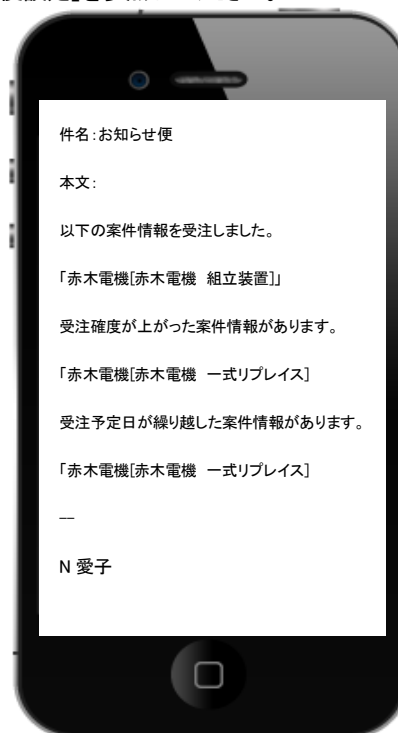 件名：お知らせ便
本文：
以下の案件情報を受注しました。
「赤木電機[赤木電機　組立装置]」
受注確度が上がった案件情報があります。
「赤木電機[赤木電機　一式リプレイス]
受注予定日が繰り越した案件情報があります。
「赤木電機[赤木電機　一式リプレイス]
--
N 愛子